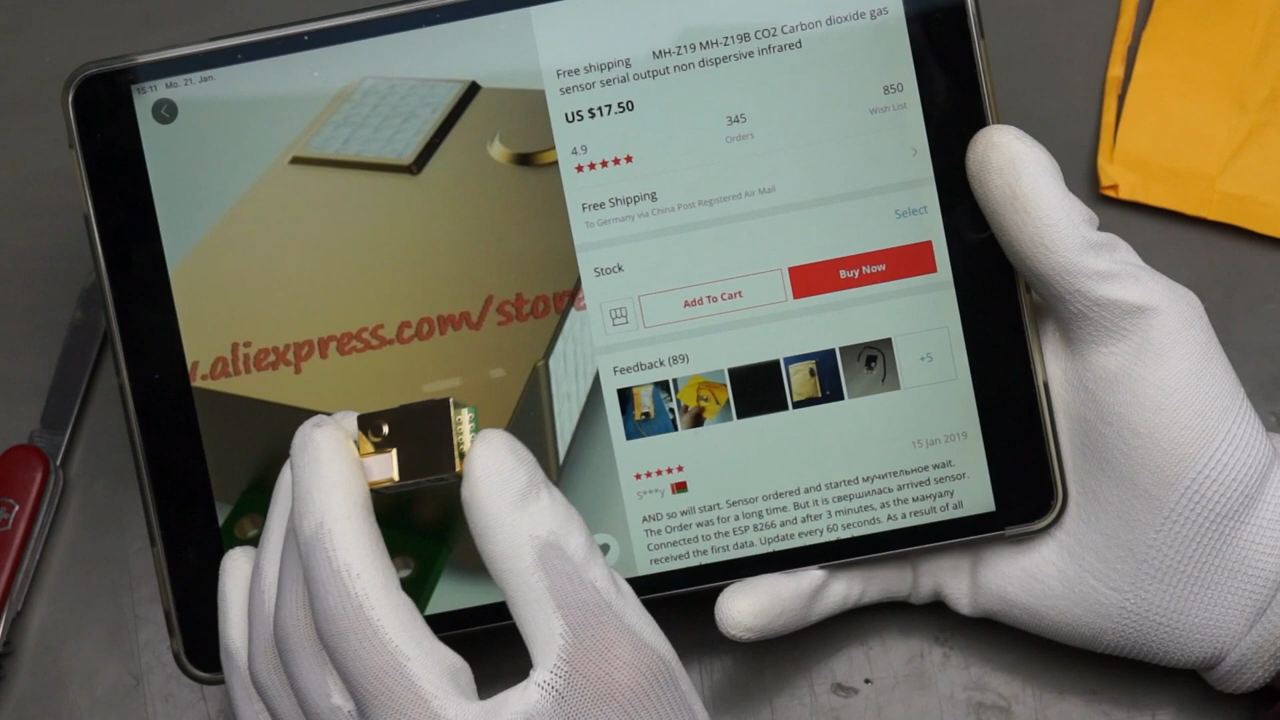 15:11 Mo. 21. Jan.
.aliexpress.com/store
Free shipping MH-Z19 MH-Z19B CO2 Carbon dioxide gas
sensor serial output non dispersive infrared
US $17.50
4.9
345
Orders
850
Wish List
Free Shipping
To Germany via China Post Registered Air Mail
Select
Stock
Add To Cart
Buy Now
Feedback (89)
+5
15 Jan 2019
S***y
AND so will start. Sensor ordered and started мучительное wait.
The Order was for a long time. But it is свершилась arrived sensor.
Connected to the ESP 8266 and after 3 minutes, as the мануалу
received the first data. Update every 60 seconds. As a result of all